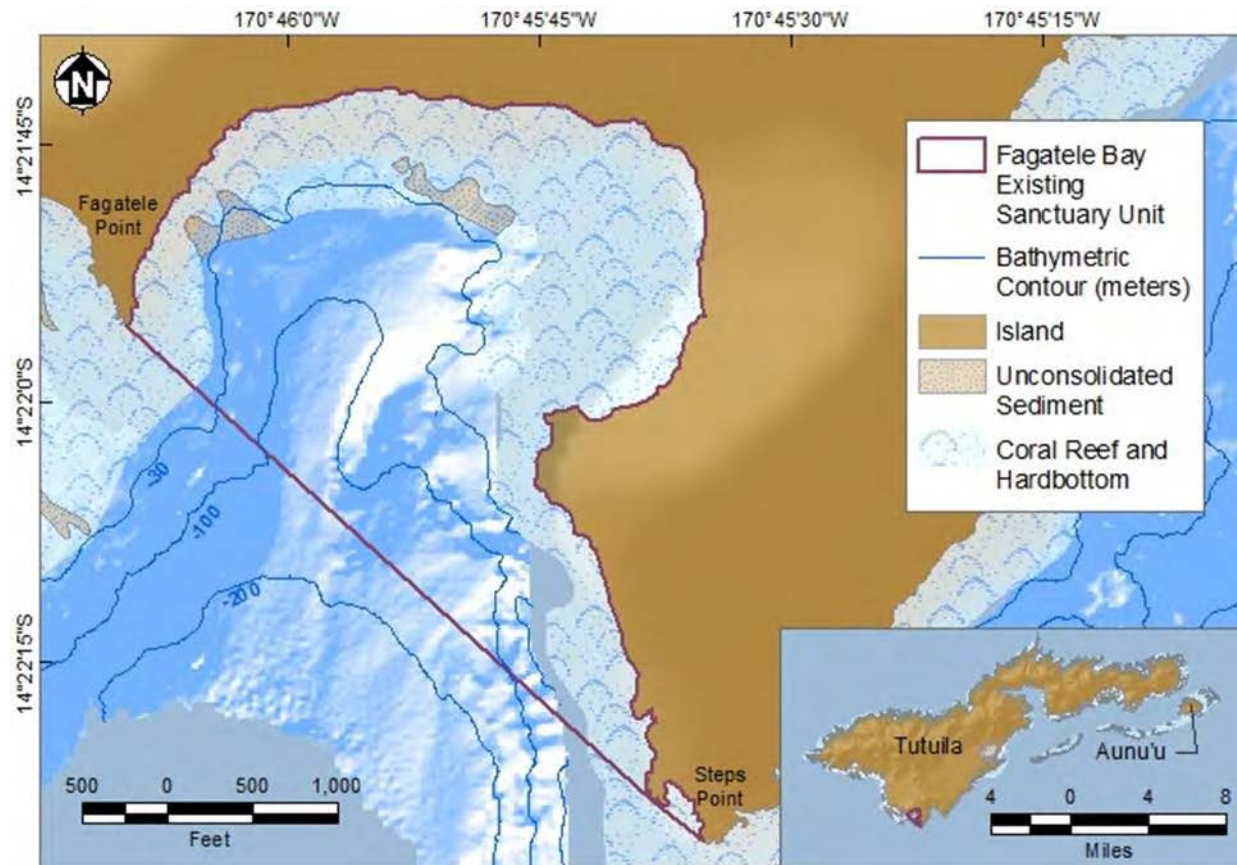 170°46'0"W
170°45'45"W
170°45'30"W
170°45'15"W
N
14°21'45"S
14°22'0"S
14°22'15"S
Fagatele
Point
Fagatele Bay
Existing
Sanctuary Unit
Bathymetric
Contour (meters)
Island
Unconsolidated
Sediment
Coral Reef and
Hardbottom
-30
-100
-200
Steps
Point
500 0 500 1,000
Feet
Tutuila
Aunu'u
4 0 4 8
Miles